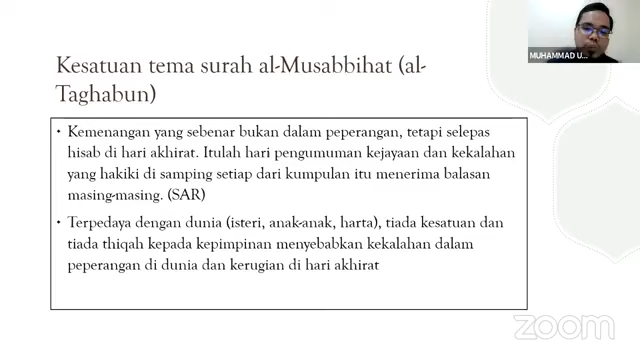 MUHAMMAD U...
Kesatuan tema surah al-Musabbihat (al-
Taghabun)
• Kemenangan yang sebenar bukan dalam peperangan, tetapi selepas
hisab di hari akhirat. Itulah hari pengumuman kejayaan dan kekalahan
yang hakiki di samping setiap dari kumpulan itu menerima balasan
masing-masing. (SAR)
• Terpedaya dengan dunia (isteri, anak-anak, harta), tiada kesatuan dan
tiada thiqah kepada kepimpinan menyebabkan kekalahan dalam
peperangan di dunia dan kerugian di hari akhirat
zoom